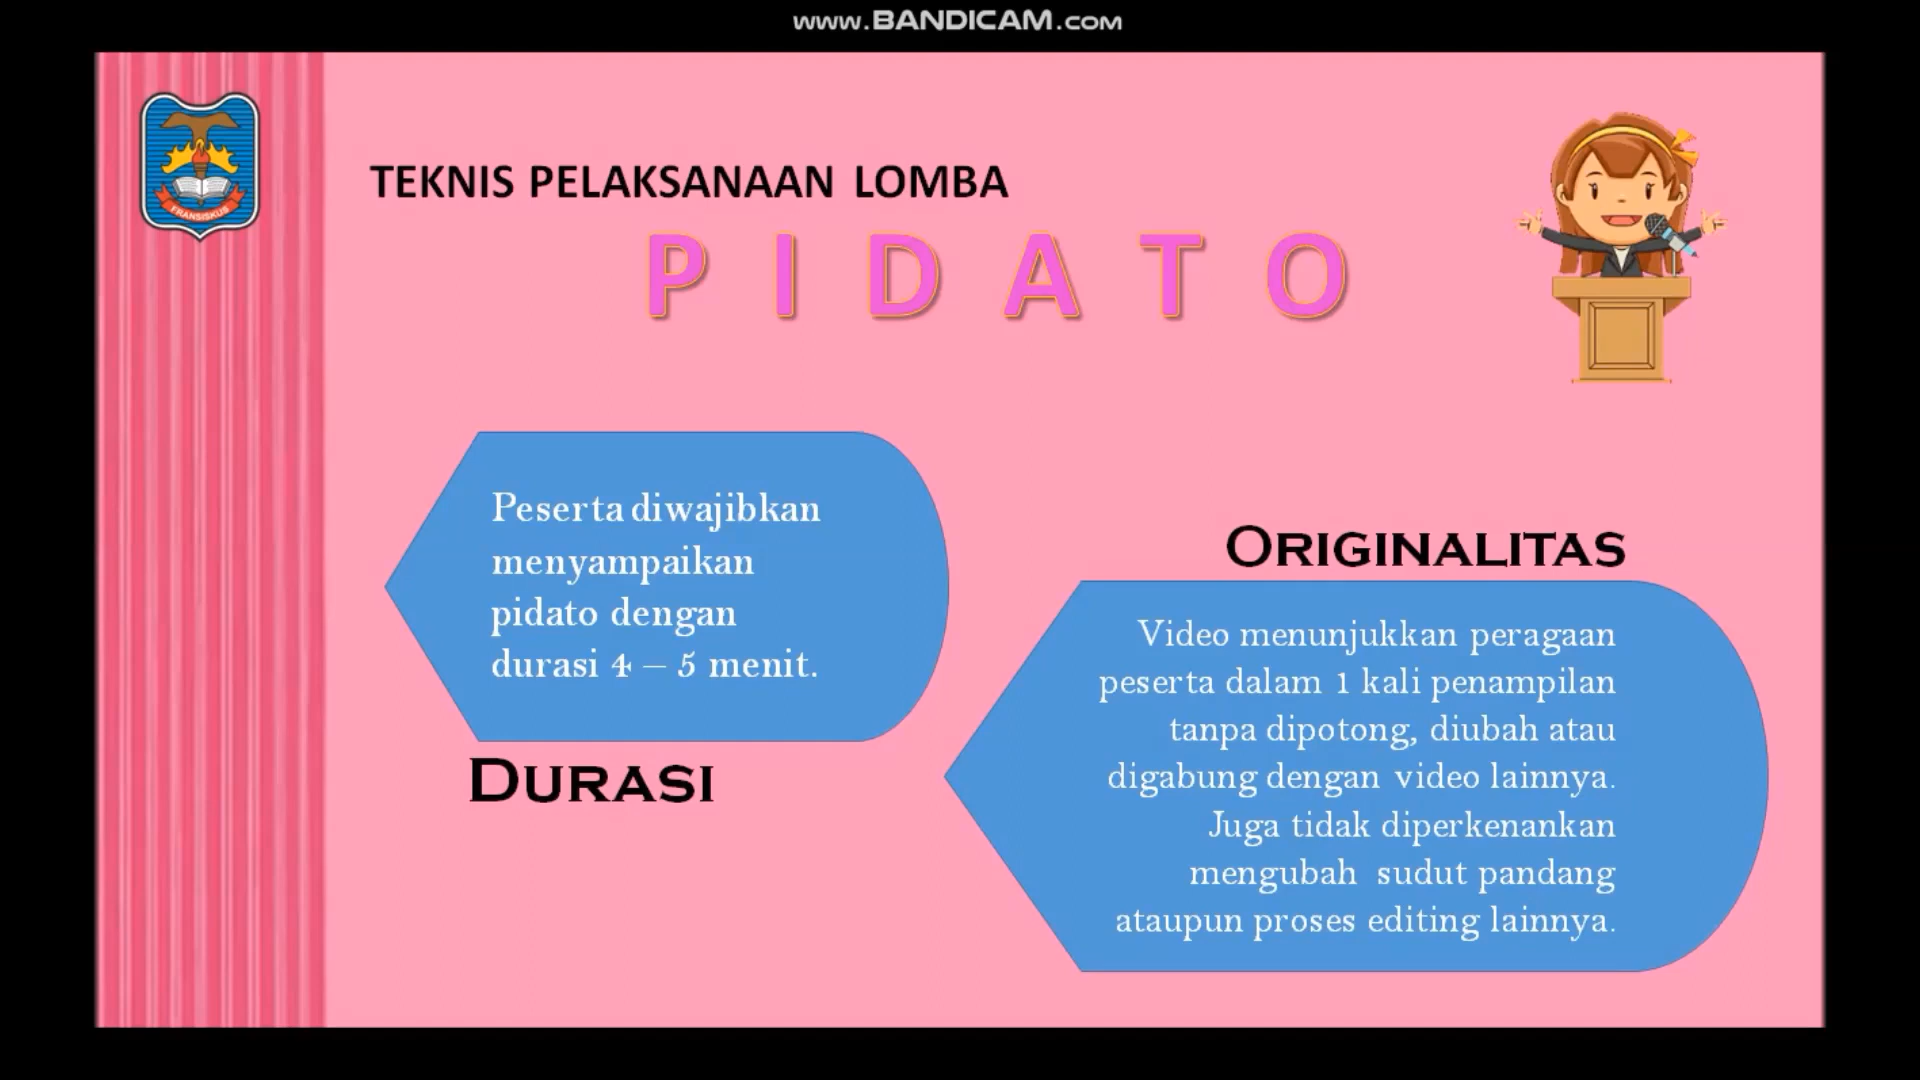 www.BANDICAM.com
FRANSISKUS
TEKNIS PELAKSANAAN LOMBA
PIDATO
Peserta diwajibkan
menyampaikan
pidato dengan
durasi 4 – 5 menit.
DURASI
ORIGINALITAS
Video menunjukkan peragaan
peserta dalam 1 kali penampilan
tanpa dipotong, diubah atau
digabung dengan video lainnya.
Juga tidak diperkenankan
mengubah sudut pandang
ataupun proses editing lainnya.